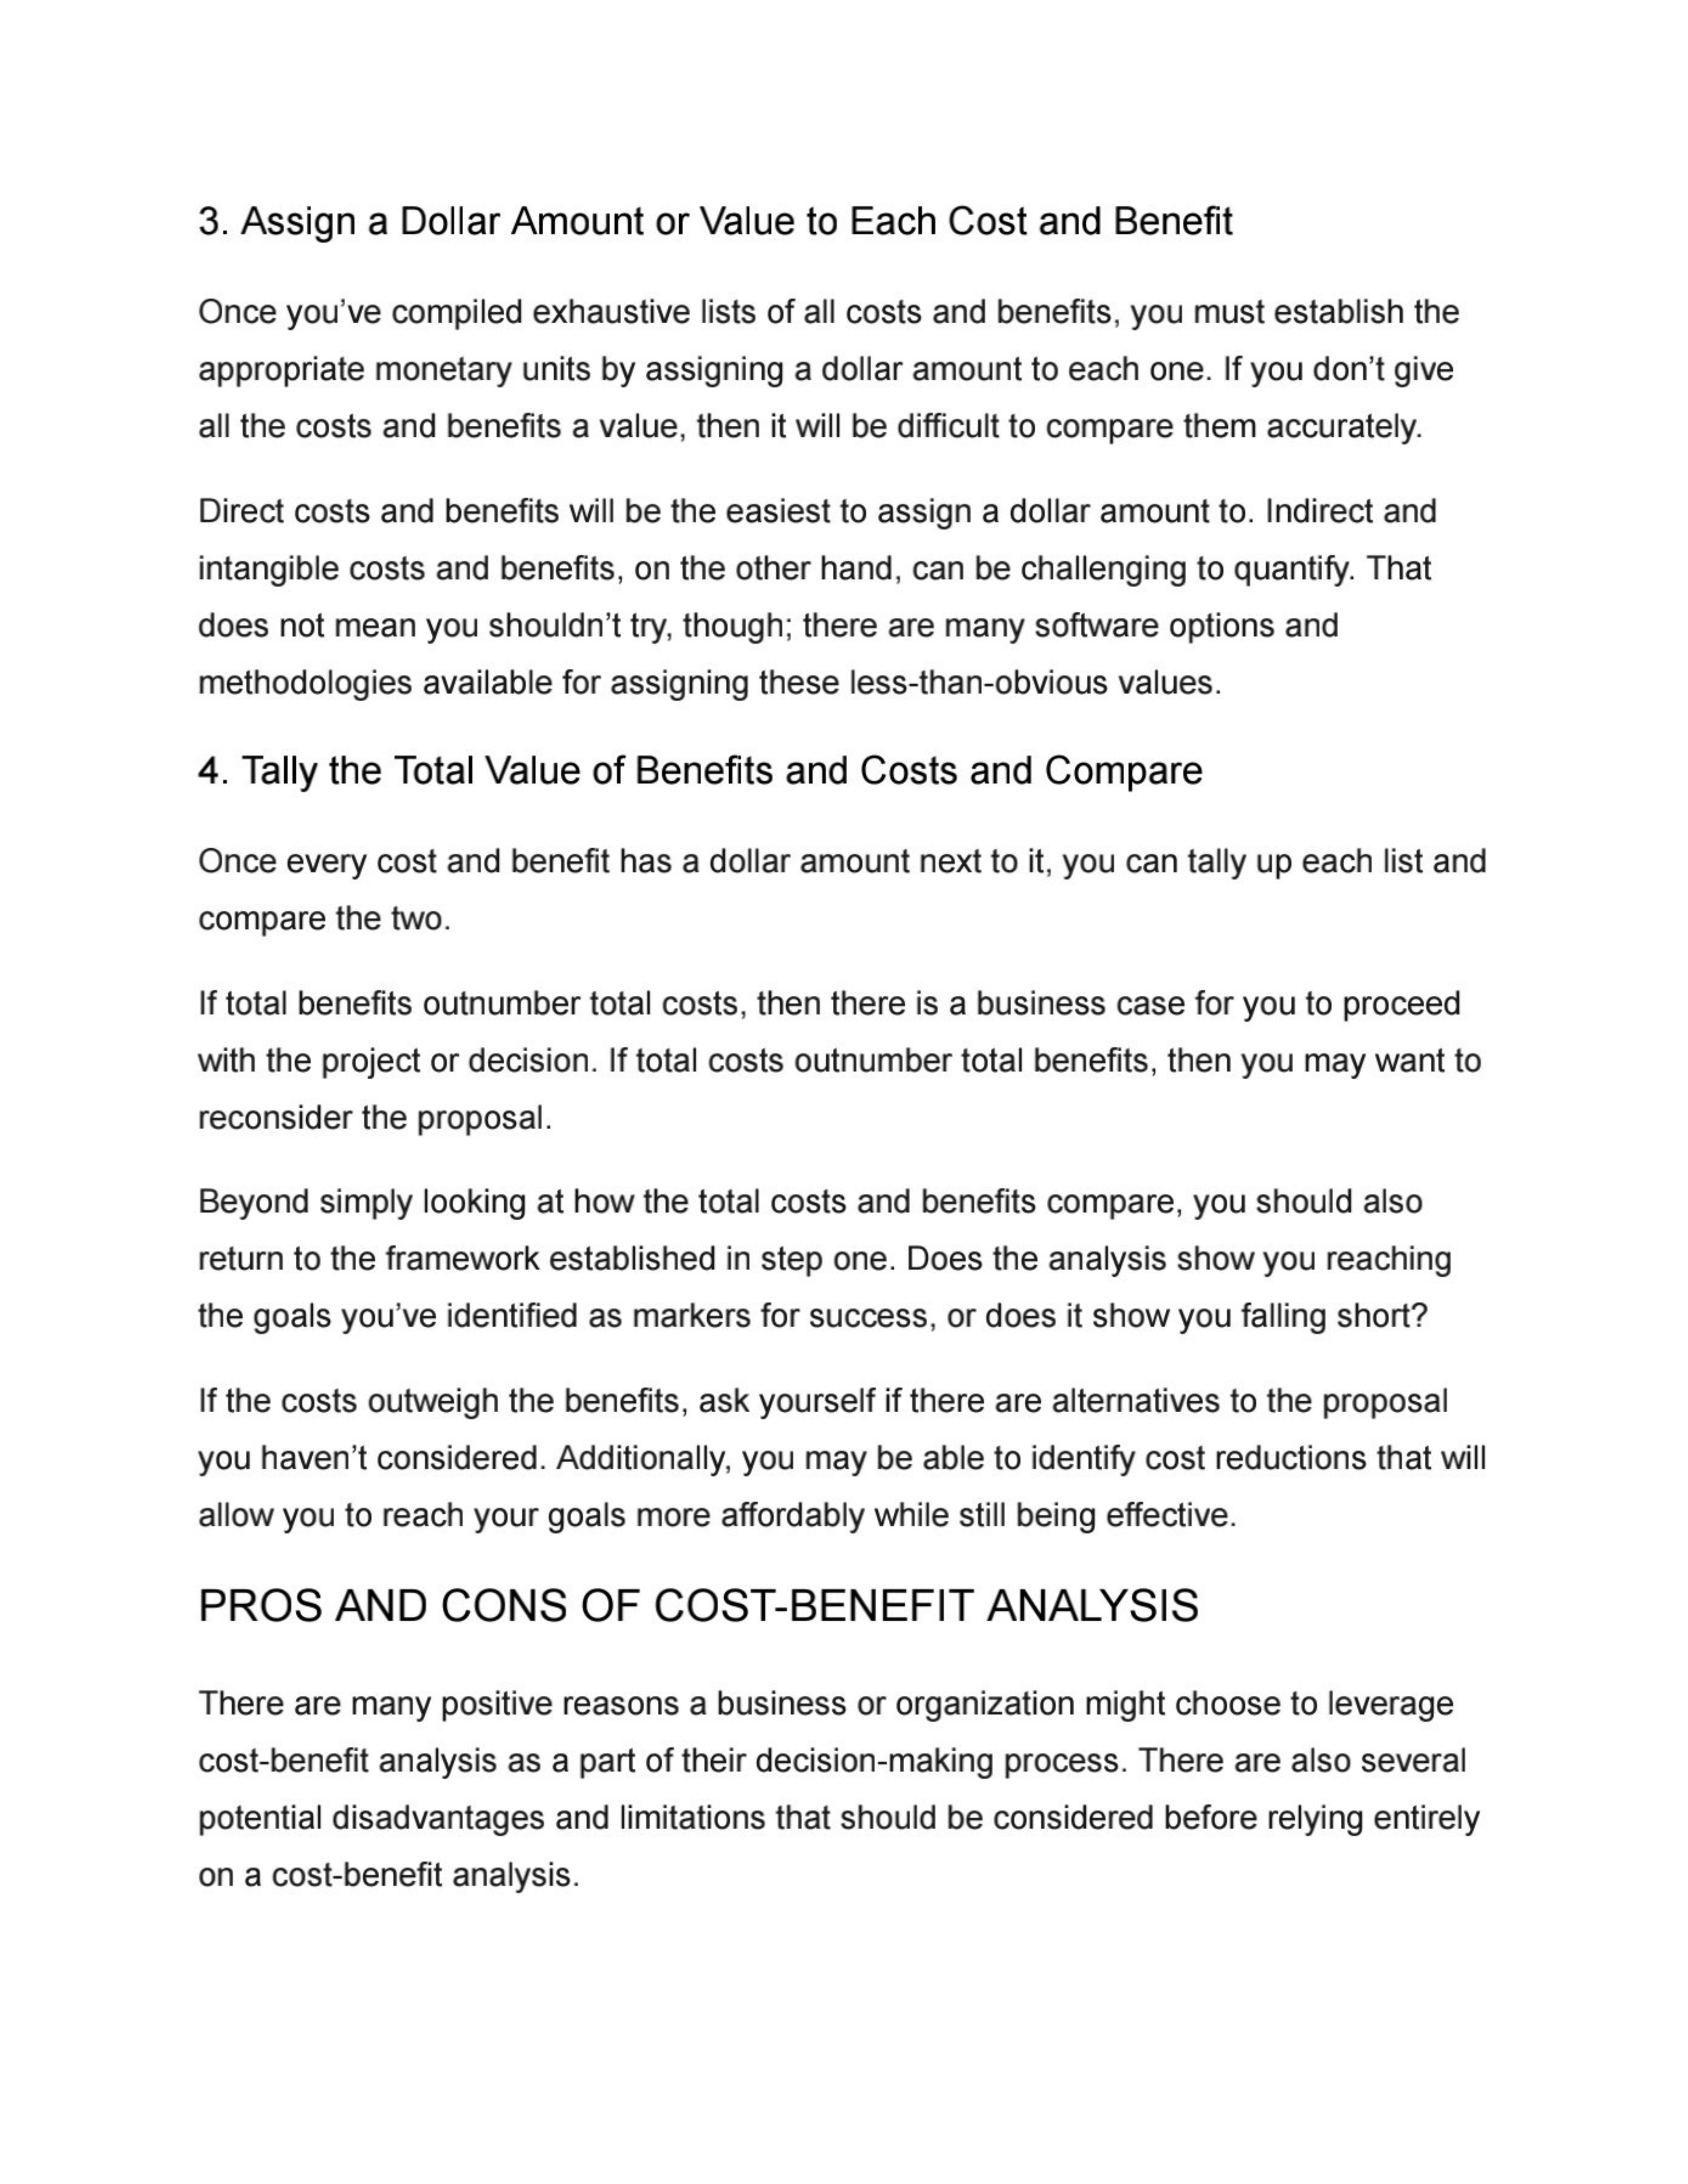 3. Assign a Dollar Amount or Value to Each Cost and Benefit
Once you’ve compiled exhaustive lists of all costs and benefits, you must establish the
appropriate monetary units by assigning a dollar amount to each one. If you don’t give
all the costs and benefits a value, then it will be difficult to compare them accurately.
Direct costs and benefits will be the easiest to assign a dollar amount to. Indirect and
intangible costs and benefits, on the other hand, can be challenging to quantify. That
does not mean you shouldn’t try, though; there are many software options and
methodologies available for assigning these less-than-obvious values.
4. Tally the Total Value of Benefits and Costs and Compare
Once every cost and benefit has a dollar amount next to it, you can tally up each list and
compare the two.
If total benefits outnumber total costs, then there is a business case for you to proceed
with the project or decision. If total costs outnumber total benefits, then you may want to
reconsider the proposal.
Beyond simply looking at how the total costs and benefits compare, you should also
return to the framework established in step one. Does the analysis show you reaching
the goals you’ve identified as markers for success, or does it show you falling short?
If the costs outweigh the benefits, ask yourself if there are alternatives to the proposal
you haven’t considered. Additionally, you may be able to identify cost reductions that will
allow you to reach your goals more affordably while still being effective.
PROS AND CONS OF COST-BENEFIT ANALYSIS
There are many positive reasons a business or organization might choose to leverage
cost-benefit analysis as a part of their decision-making process. There are also several
potential disadvantages and limitations that should be considered before relying entirely
on a cost-benefit analysis.